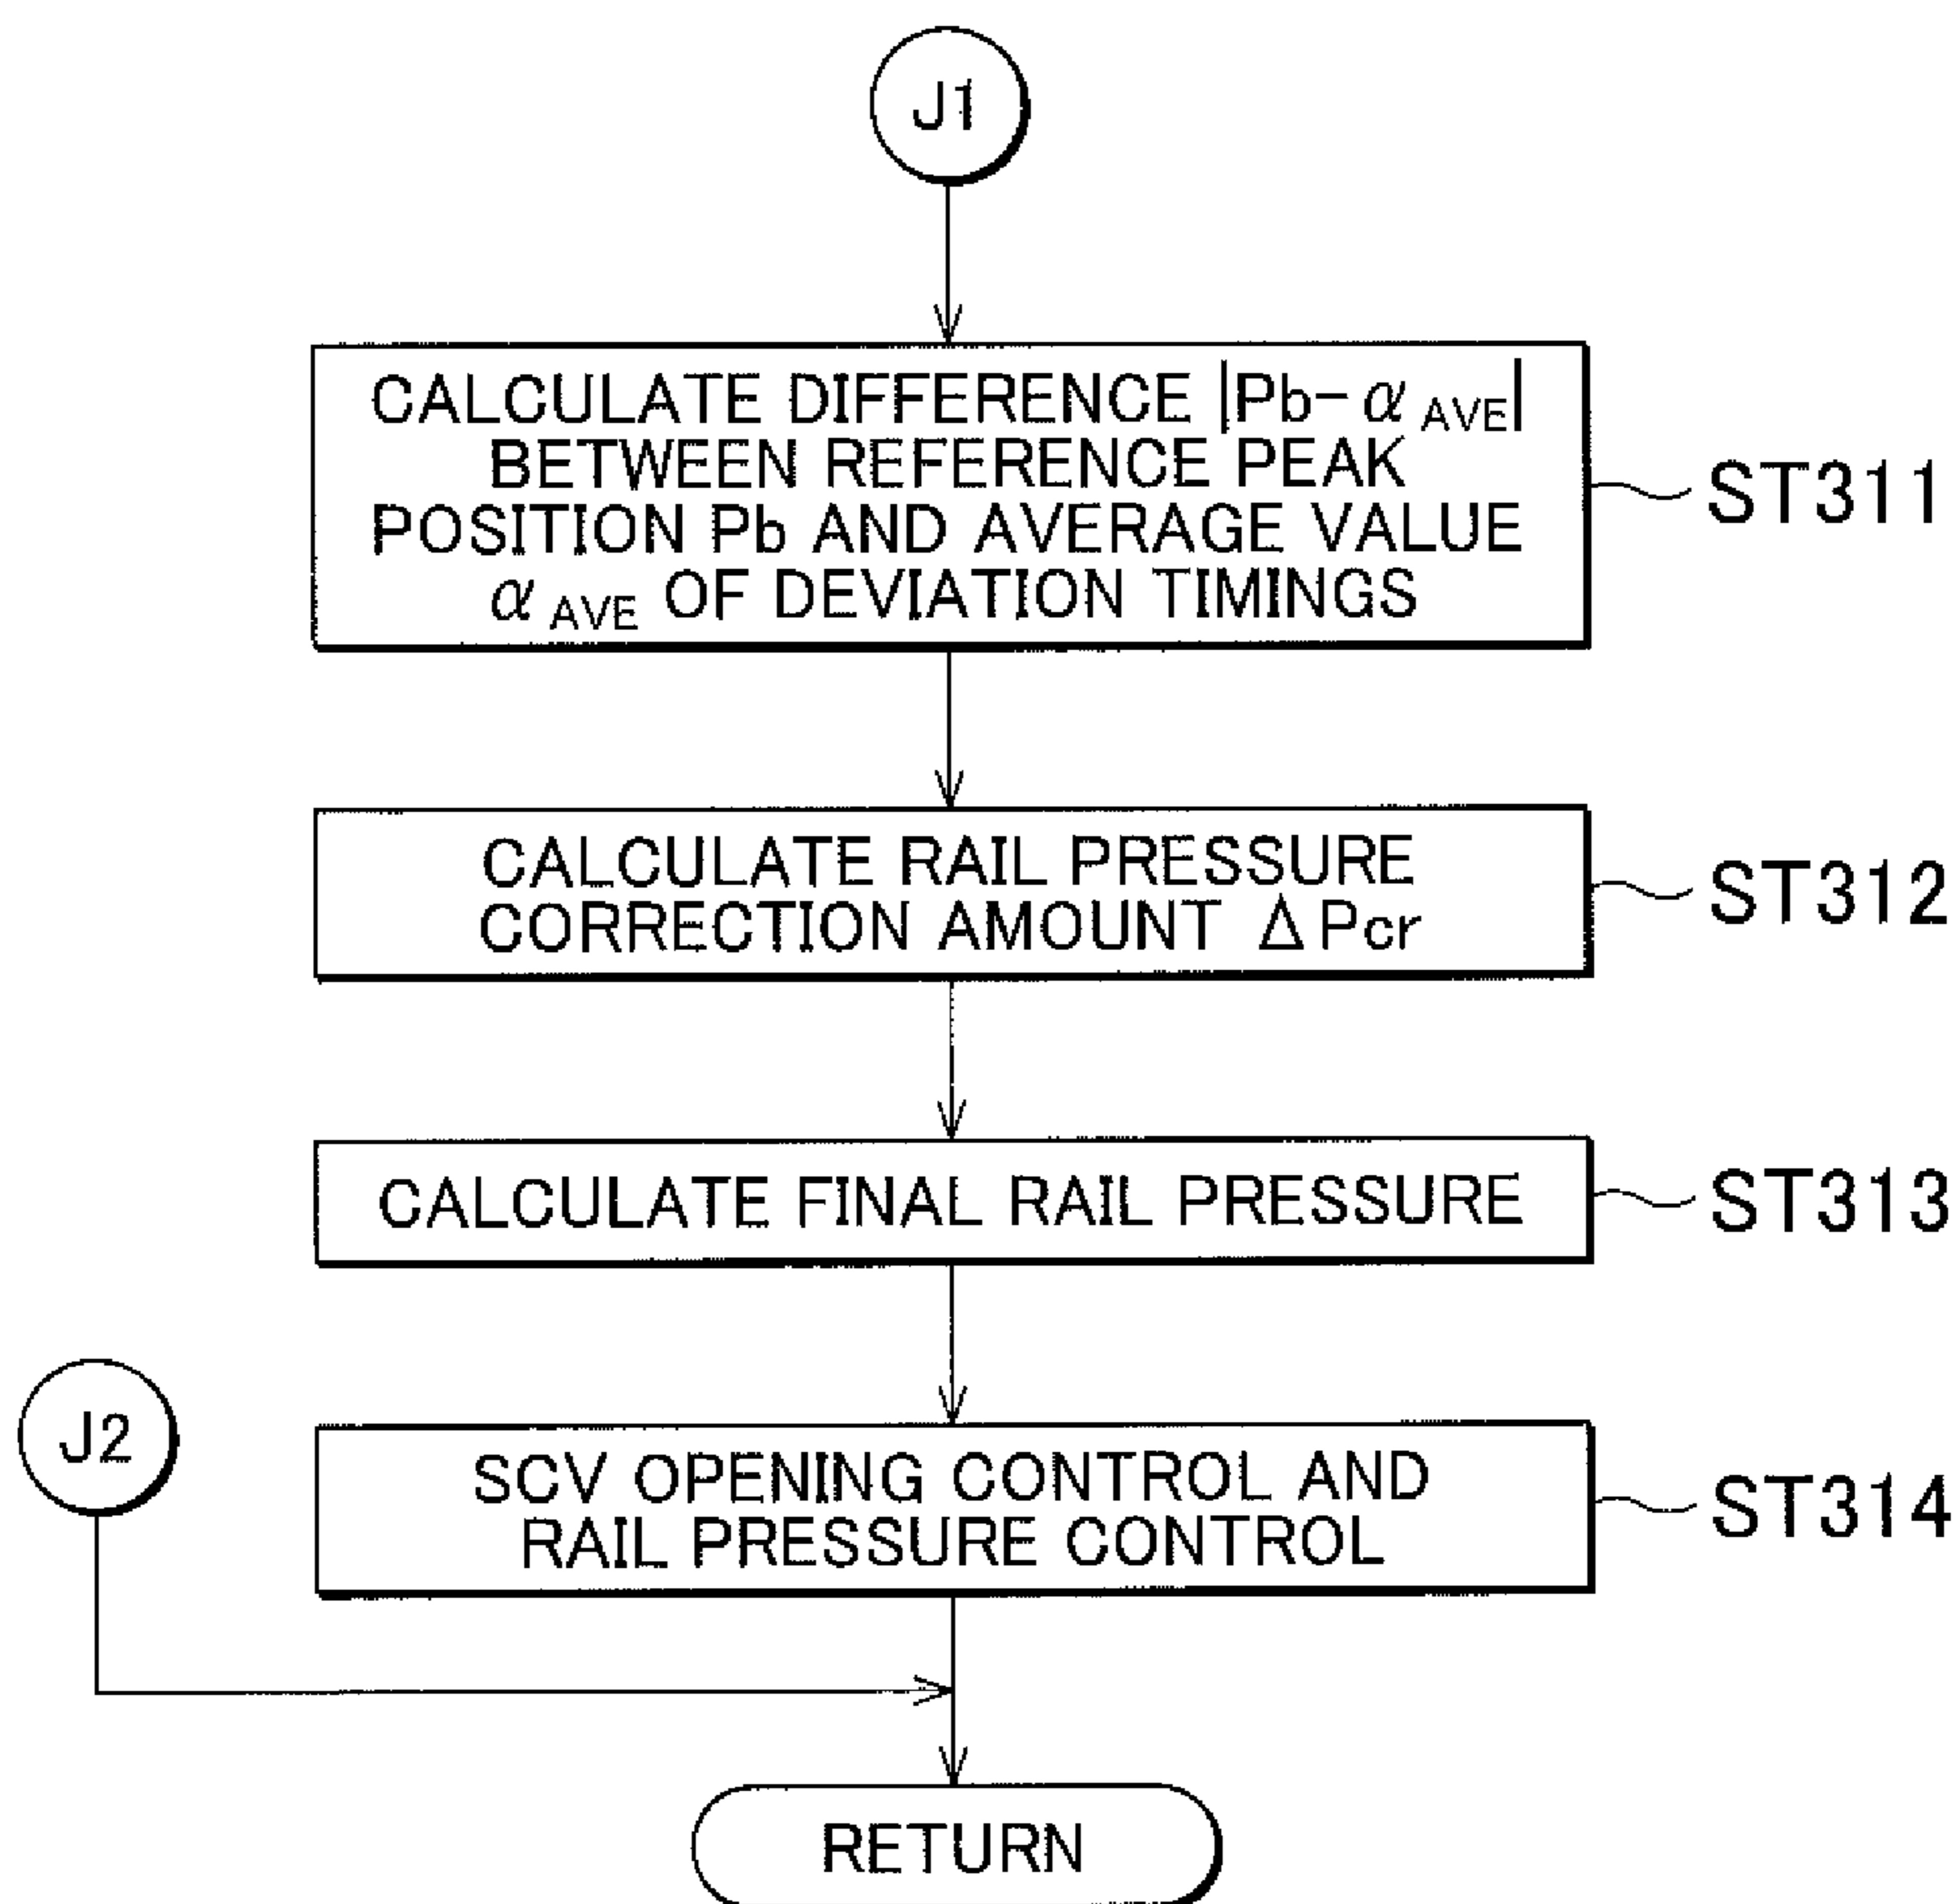 J1
CALCULATE DIFFERENCE |Pb-α AVE|
BETWEEN REFERENCE PEAK
POSITION Pb AND AVERAGE VALUE
α AVE OF DEVIATION TIMINGS
ST311
CALCULATE RAIL PRESSURE
CORRECTION AMOUNT Δ Pcr
ST312
CALCULATE FINAL RAIL PRESSURE
ST313
J2
SCV OPENING CONTROL AND
RAIL PRESSURE CONTROL
ST314
RETURN